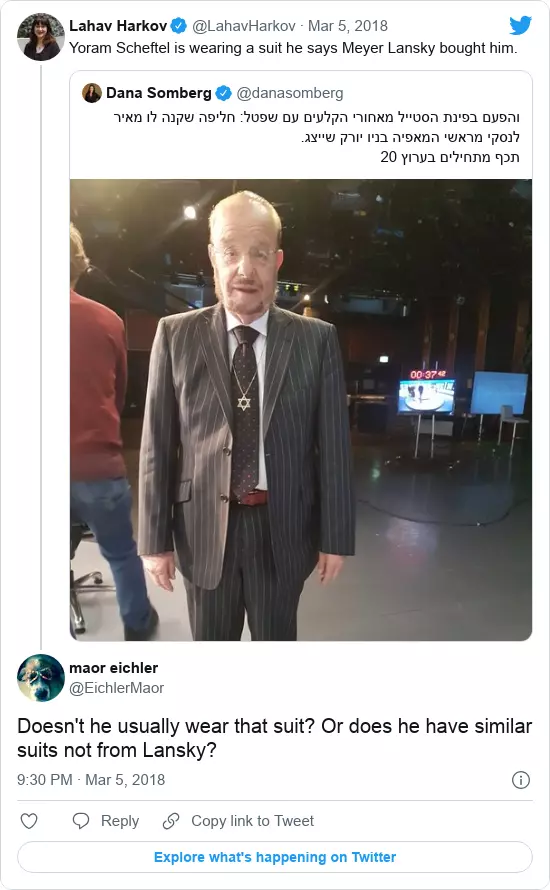 Lahav Harkov @LahavHarkov · Mar 5, 2018
Yoram Scheftel is wearing a suit he says Meyer Lansky bought him.
Dana Somberg @danasomberg
והפעם בפינת הסטייל מאחורי הקלעים עם שפטל: חליפה שקנה לו מאיר
לנסקי מראשי המאפיה בניו יורק שייצג.
תכף מתחילים בערוץ 20
00:37 42
maor eichler
@EichlerMaor
Doesn't he usually wear that suit? Or does he have similar
suits not from Lansky?
9:30 PM · Mar 5, 2018
Reply Copy link to Tweet
Explore what's happening on Twitter